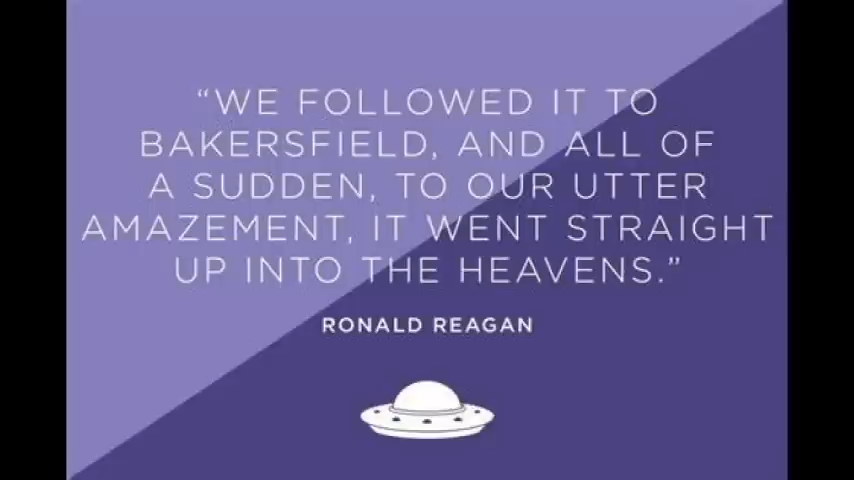 “WE FOLLOWED IT TO
BAKERSFIELD, AND ALL OF
A SUDDEN, TO OUR UTTER
AMAZEMENT, IT WENT STRAIGHT
UP INTO THE HEAVENS.”
RONALD REAGAN